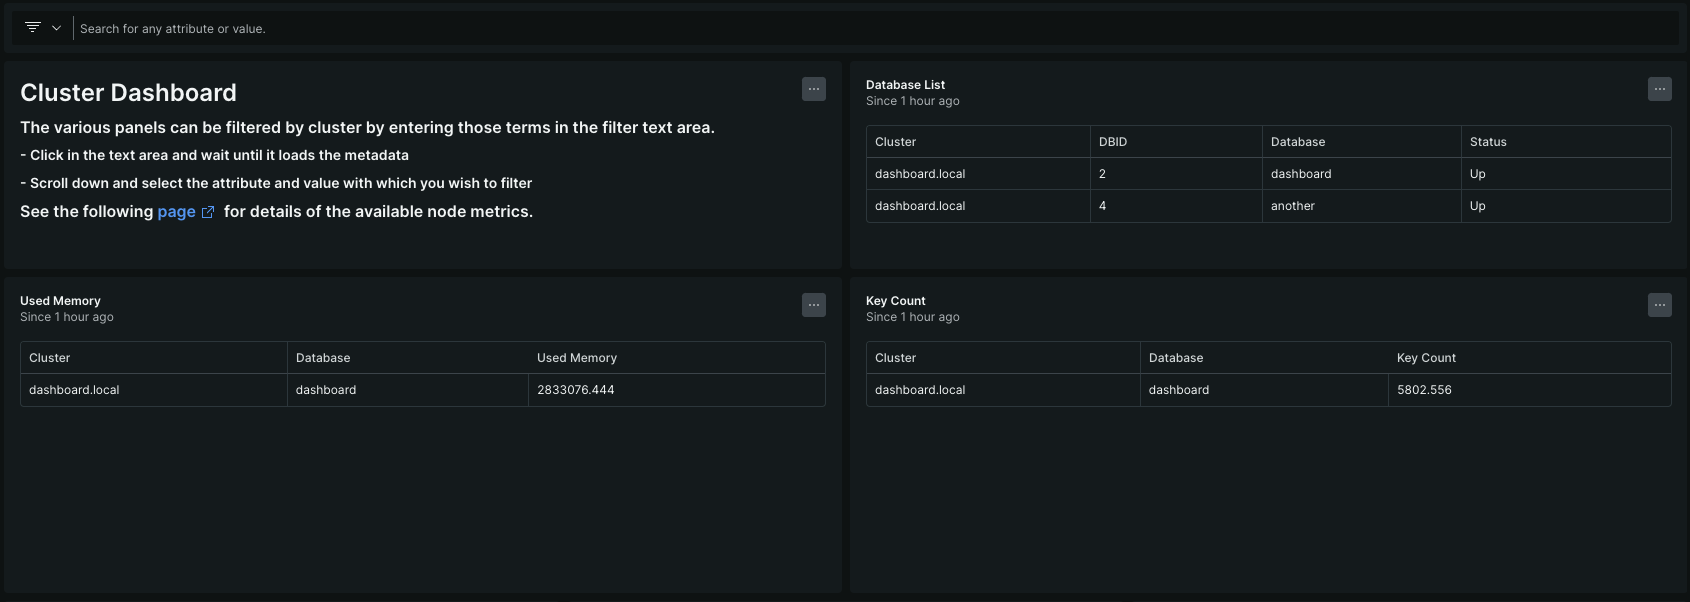 Search for any attribute or value.
Cluster Dashboard
The various panels can be filtered by cluster by entering those terms in the filter text area.
- Click in the text area and wait until it loads the metadata
- Scroll down and select the attribute and value with which you wish to filter
See the following page for details of the available node metrics.
Database List
Since 1 hour ago
Cluster DBID Database Status
dashboard.local 2 dashboard Up
dashboard.local 4 another Up
Used Memory
Since 1 hour ago
Cluster Database Used Memory
dashboard.local dashboard 2833076.444
Key Count
Since 1 hour ago
Cluster Database Key Count
dashboard.local dashboard 5802.556